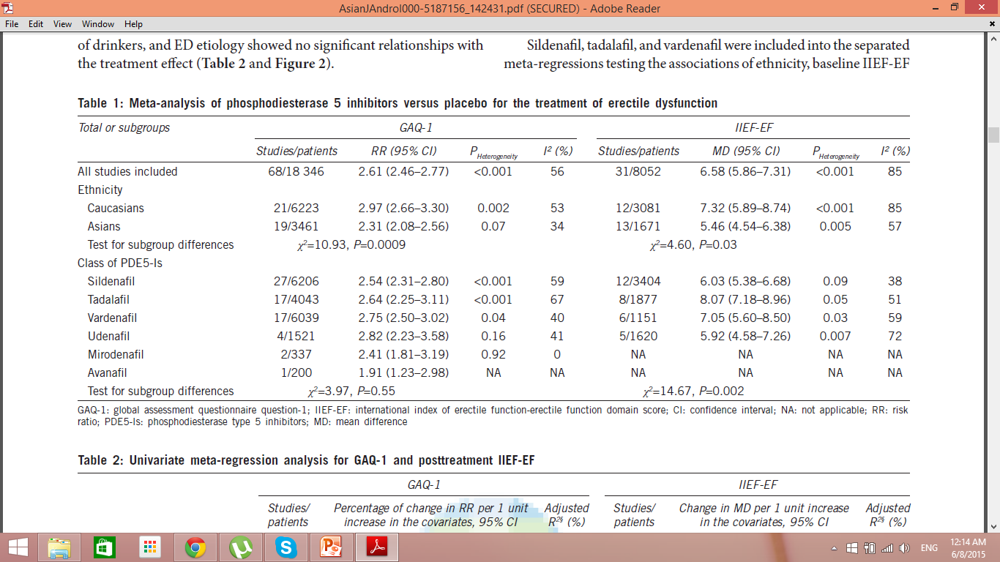 AsianJAndrol000-5187156_142431.pdf (SECURED) - Adobe Reader
File Edit View Window Help
of drinkers, and ED etiology showed no significant relationships with
the treatment effect (Table 2 and Figure 2).
Sildenafil, tadalafil, and vardenafil were included into the separated
meta-regressions testing the associations of ethnicity, baseline IIEF-EF
Table 1: Meta-analysis of phosphodiesterase 5 inhibitors versus placebo for the treatment of erectile dysfunction
Total or subgroups GAQ-1 IIEF-EF
Studies/patients RR (95% CI) PHeterogeneity I² (%) Studies/patients MD (95% CI) PHeterogeneity I² (%)
All studies included 68/18 346 2.61 (2.46–2.77) <0.001 56 31/8052 6.58 (5.86–7.31) <0.001 85
Ethnicity
Caucasians 21/6223 2.97 (2.66–3.30) 0.002 53 12/3081 7.32 (5.89–8.74) <0.001 85
Asians 19/3461 2.31 (2.08–2.56) 0.07 34 13/1671 5.46 (4.54–6.38) 0.005 57
Test for subgroup differences χ²=10.93, P=0.0009 χ²=4.60, P=0.03
Class of PDE5-Is
Sildenafil 27/6206 2.54 (2.31–2.80) <0.001 59 12/3404 6.03 (5.38–6.68) 0.09 38
Tadalafil 17/4043 2.64 (2.25–3.11) <0.001 67 8/1877 8.07 (7.18–8.96) 0.05 51
Vardenafil 17/6039 2.75 (2.50–3.02) 0.04 40 6/1151 7.05 (5.60–8.50) 0.03 59
Udenafil 4/1521 2.82 (2.23–3.58) 0.16 41 5/1620 5.92 (4.58–7.26) 0.007 72
Mirodenafil 2/337 2.41 (1.81–3.19) 0.92 0 NA NA NA NA
Avanafil 1/200 1.91 (1.23–2.98) NA NA NA NA NA NA
Test for subgroup differences χ²=3.97, P=0.55 χ²=14.67, P=0.002
GAQ-1: global assessment questionnaire question-1; IIEF-EF: international index of erectile function-erectile function domain score; CI: confidence interval; NA: not applicable; RR: risk
ratio; PDE5-Is: phosphodiesterase type 5 inhibitors; MD: mean difference
Table 2: Univariate meta-regression analysis for GAQ-1 and posttreatment IIEF-EF
GAQ-1 IIEF-EF
Studies/ Percentage of change in RR per 1 unit Adjusted Studies/ Change in MD per 1 unit increase Adjusted
patients increase in the covariates, 95% CI R²§ (%) patients in the covariates, 95% CI R²§ (%)
ENG
12:14 AM
6/8/2015